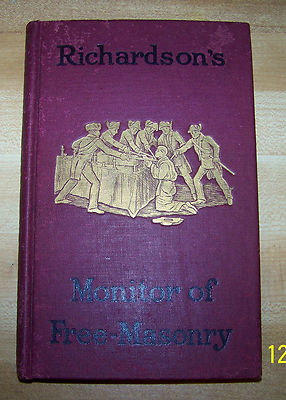 Richardson's
Monitor of
Free-Masonry
12